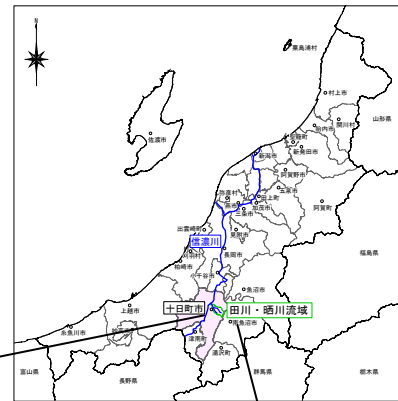 粟島浦村
村上市
山形県
関川村
胎内市
聖籠町
新発田市
新潟市
佐渡市
阿賀野市
五泉市
阿賀町
弥彦村
燕市
田上町
加茂市
三条市
出雲崎町
見附市
信濃川
刈羽村
長岡市
柏崎市
福島県
小千谷市
魚沼市
十日町市
田川・晒川流域
上越市
南魚沼市
糸魚川市
津南町
湯沢町
富山県
長野県
群馬県
栃木県